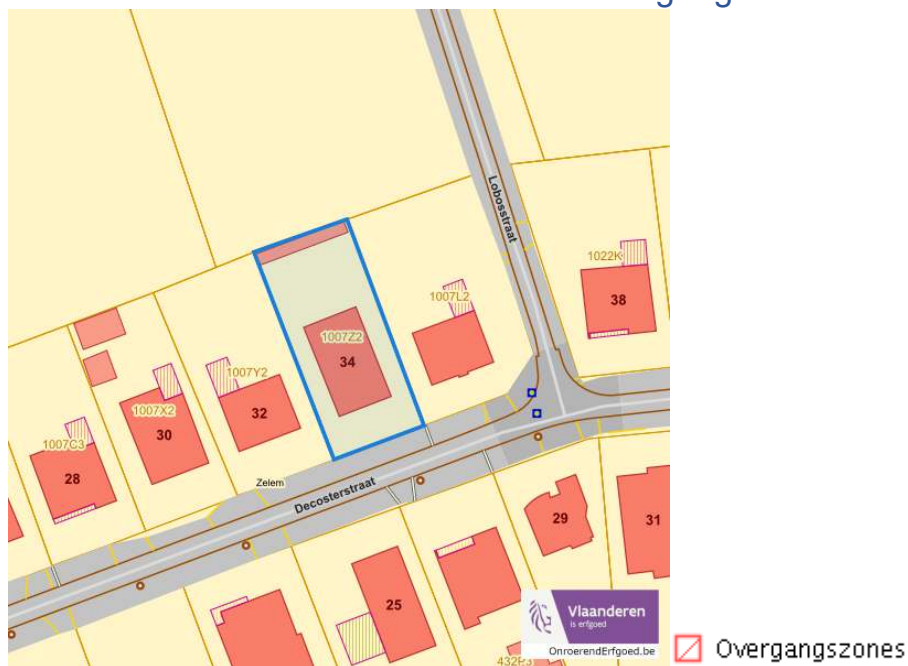 Lobosstraat
1022K
38
1007L2
1007Z2
34
1007Y2
32
1007X2
30
1007C3
28
Zelem
Decosterstraat
29
31
25
Vlaanderen
is erfgoed
OnroerendErfgoed.be
Overgangszones